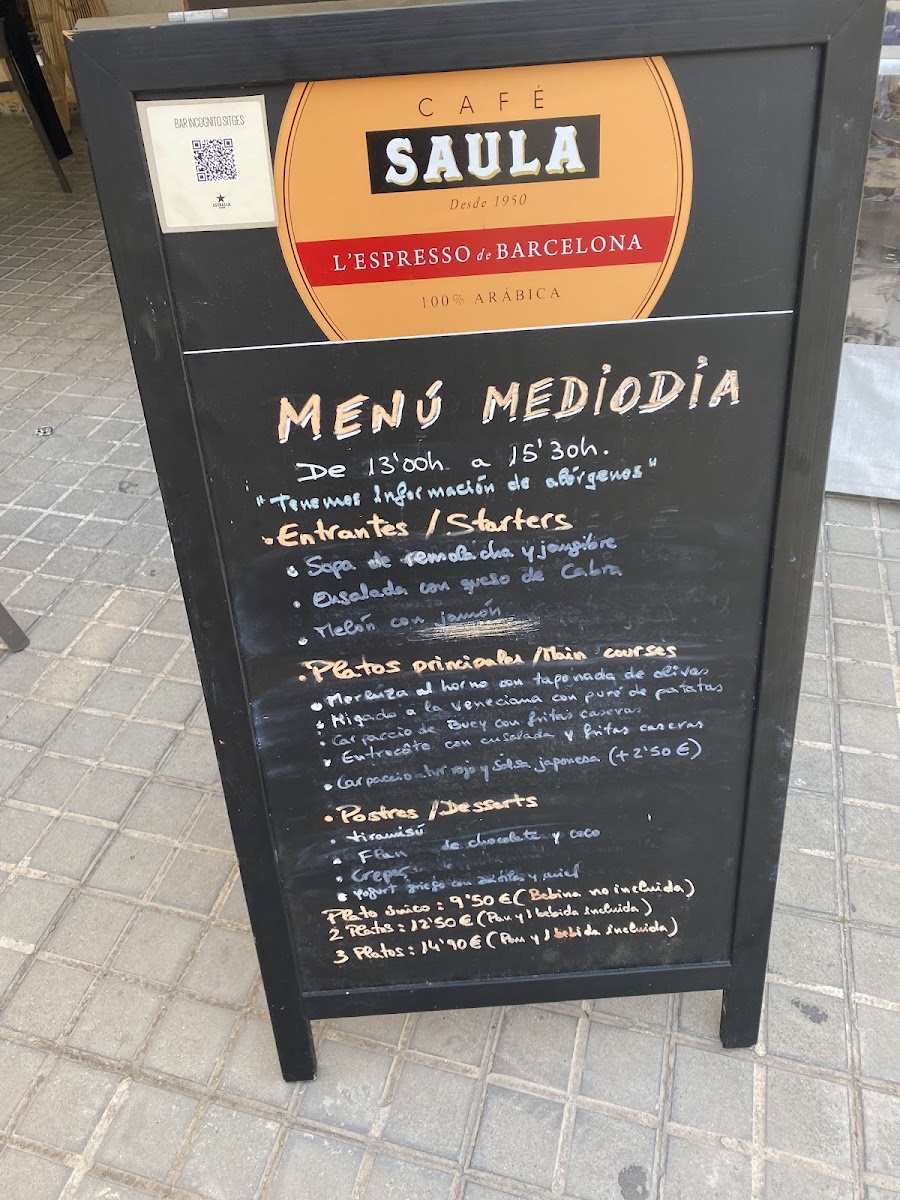 BAR INCOGNITO SITGES
ESTRELLA
CAFÉ
SAULA
Desde 1950
L'ESPRESSO de BARCELONA
100% ARÁBICA
MENÚ MEDIODIA
De 13'00h a 15'30h.
"Tenemos Información de alérgenos"
• Entrantes / Starters
• Sopa de remolacha y jengibre
• Ensalada con queso de Cabra
• Melón con jamón
• Platos principales / Main courses
• Merluza al horno con taponada de olivas
• Higado a la veneciana con puré de patatas
• Carpaccio de Buey con fritas caseras
• Entrecôte con ensalada y fritas caseras
• Carpaccio atún rojo y salsa japonesa (+2'50€)
• Postres / Desserts
• tiramisú
• Flan de chocolate y coco
• Crepes
• Yogurt griego con y miel
Plato único: 9'50€ (Bebina no incluida)
2 Platos: 12'50€ (Pan y 1 bebida incluida)
3 Platos: 14'90€ (Pan y 1 bebida incluida)